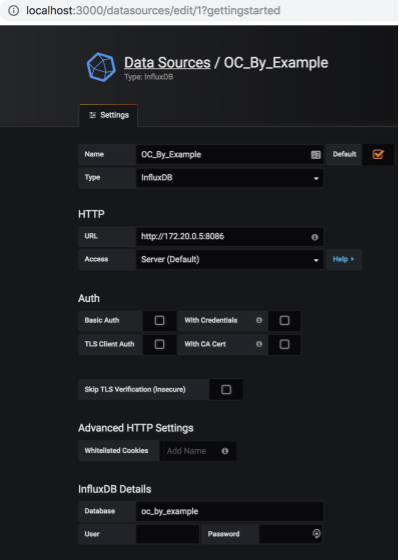 localhost:3000/datasources/edit/1?gettingstarted
Data Sources / OC_By_Example
Type: InfluxDB
Settings
Name OC_By_Example Default
Type InfluxDB
HTTP
URL http://172.20.0.5:8086
Access Server (Default) Help
Auth
Basic Auth With Credentials
TLS Client Auth With CA Cert
Skip TLS Verification (Insecure)
Advanced HTTP Settings
Whitelisted Cookies Add Name
InfluxDB Details
Database oc_by_example
User Password